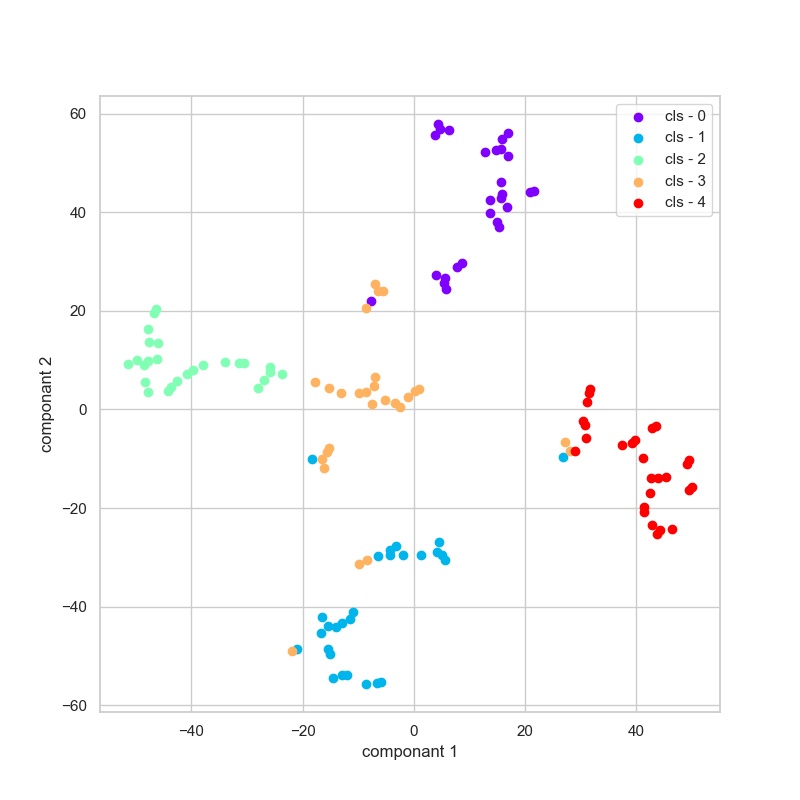 cls - 0
cls - 1
cls - 2
cls - 3
cls - 4
60
40
20
0
−20
−40
−60
componant 2
−40 −20 0 20 40
componant 1